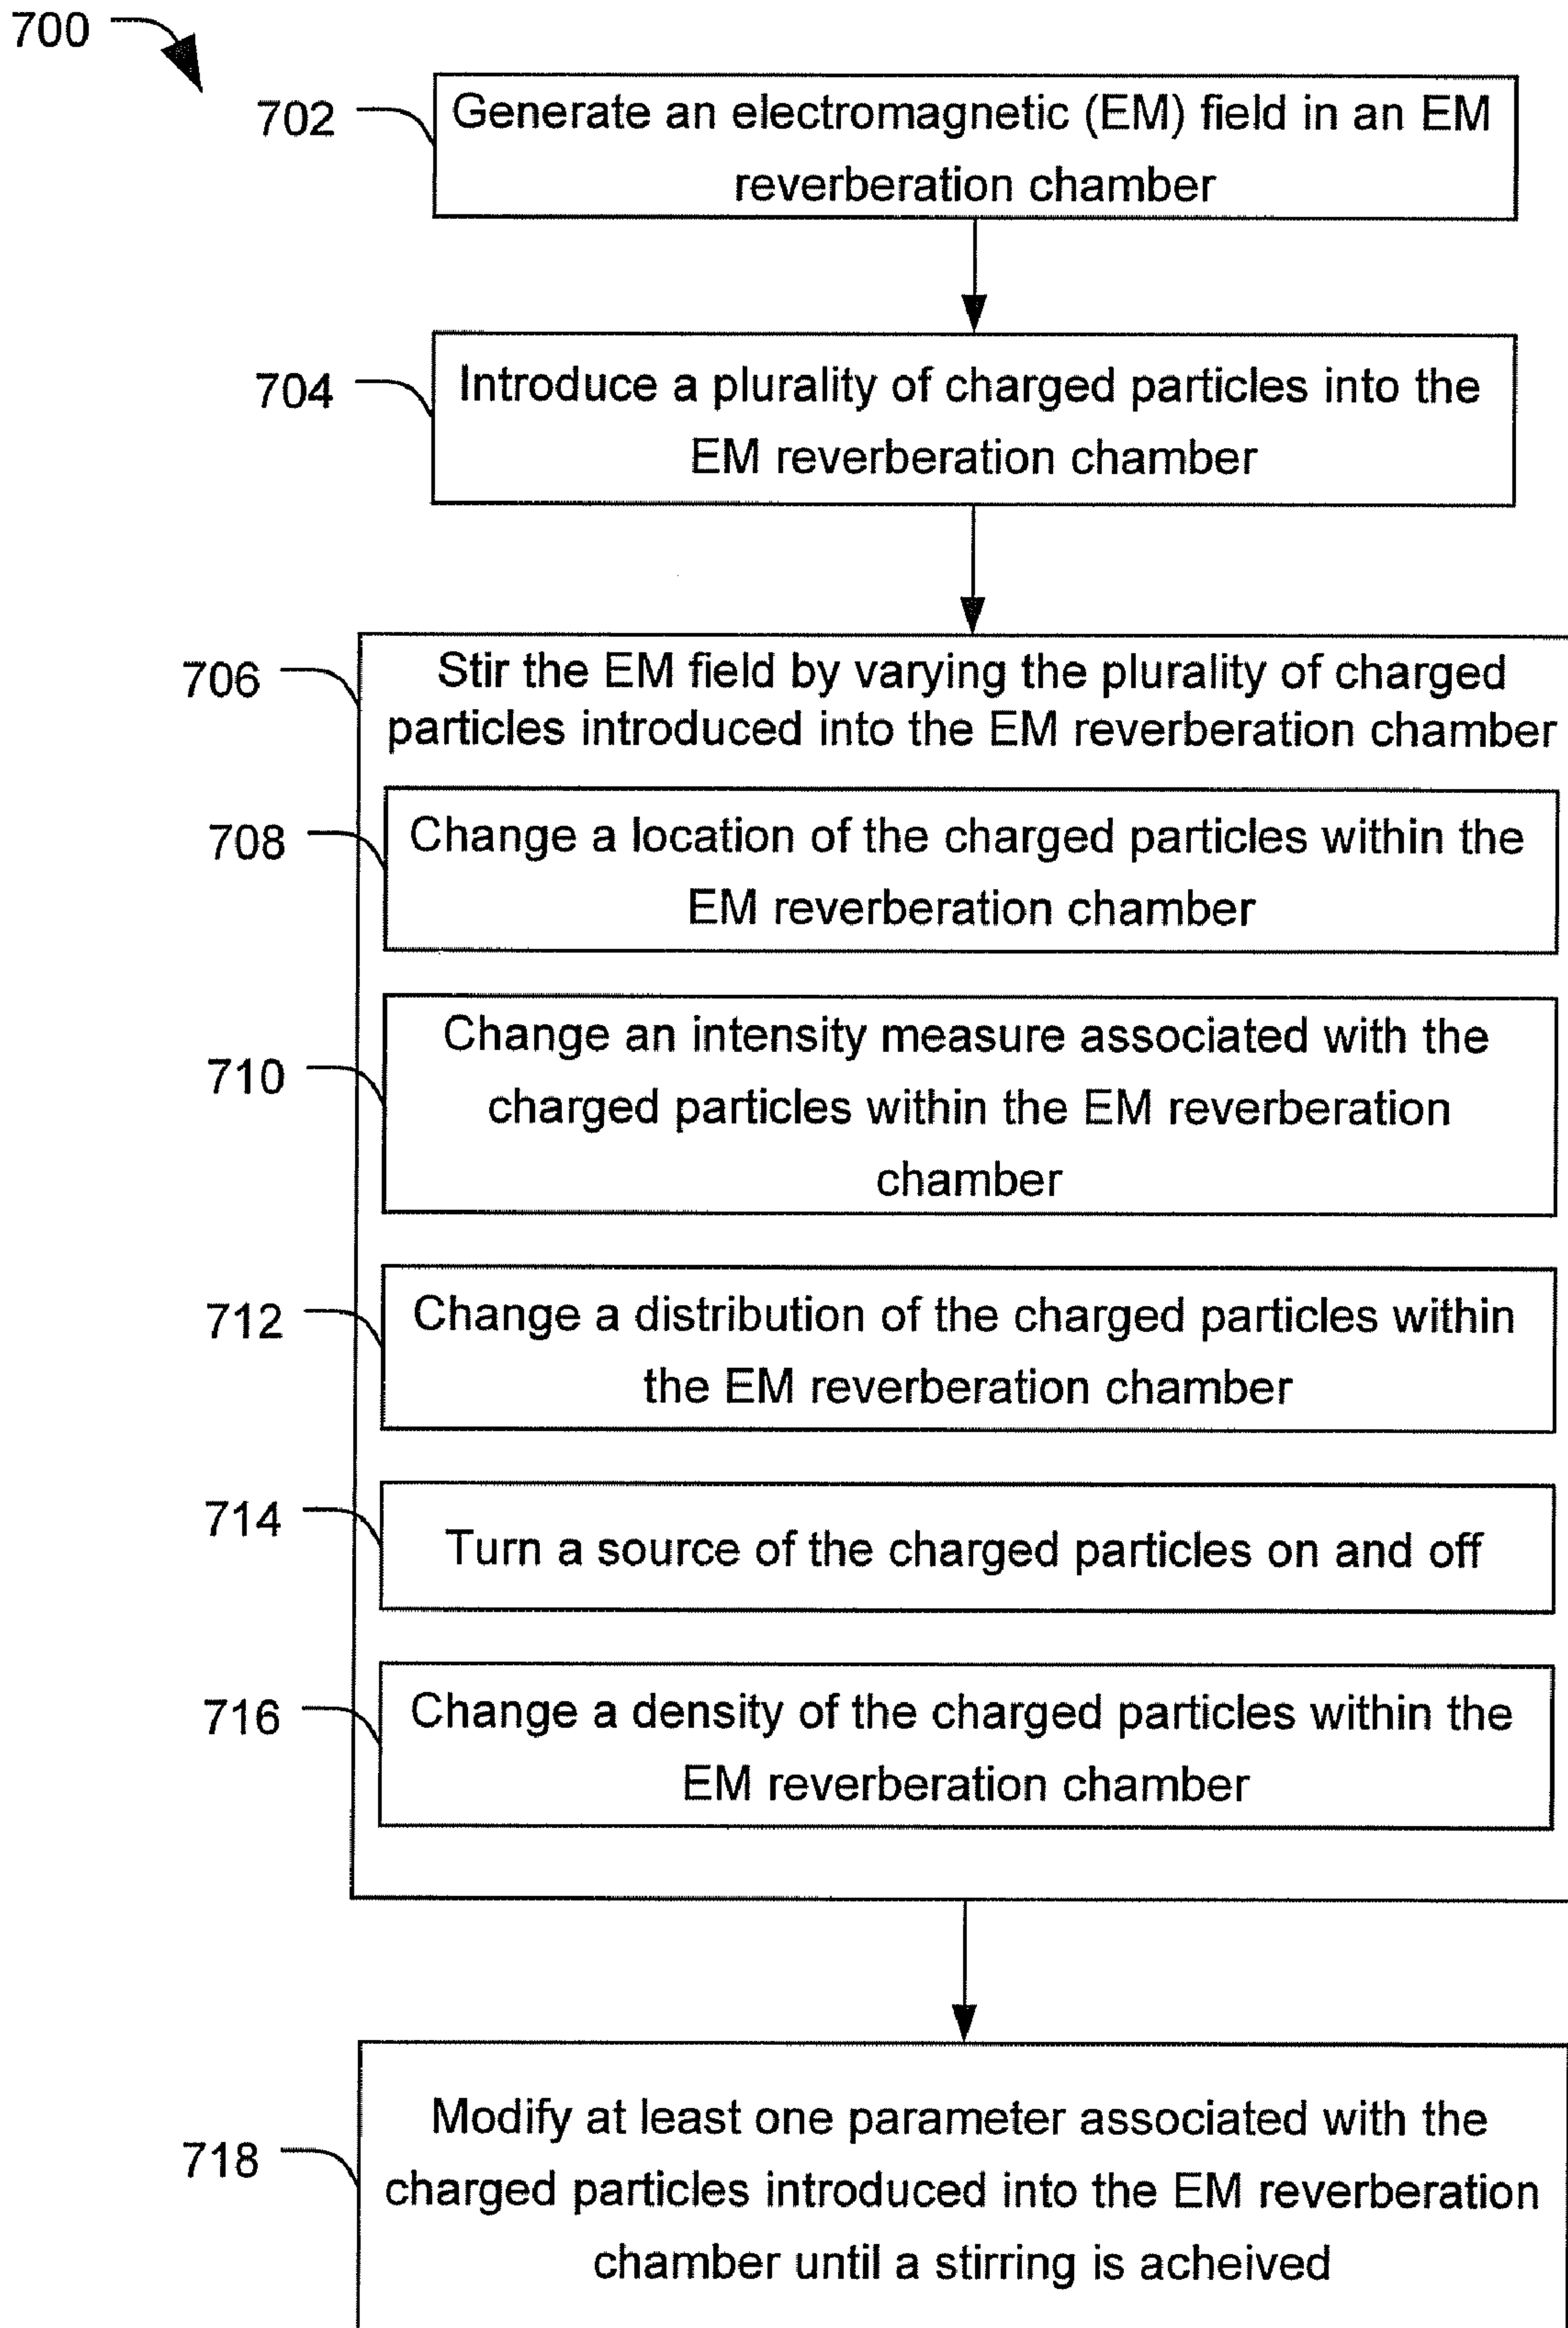 700
702
Generate an electromagnetic (EM) field in an EM
reverberation chamber
704
Introduce a plurality of charged particles into the
EM reverberation chamber
706
Stir the EM field by varying the plurality of charged
particles introduced into the EM reverberation chamber
708
Change a location of the charged particles within the
EM reverberation chamber
710
Change an intensity measure associated with the
charged particles within the EM reverberation
chamber
712
Change a distribution of the charged particles within
the EM reverberation chamber
714
Turn a source of the charged particles on and off
716
Change a density of the charged particles within the
EM reverberation chamber
718
Modify at least one parameter associated with the
charged particles introduced into the EM reverberation
chamber until a stirring is acheived